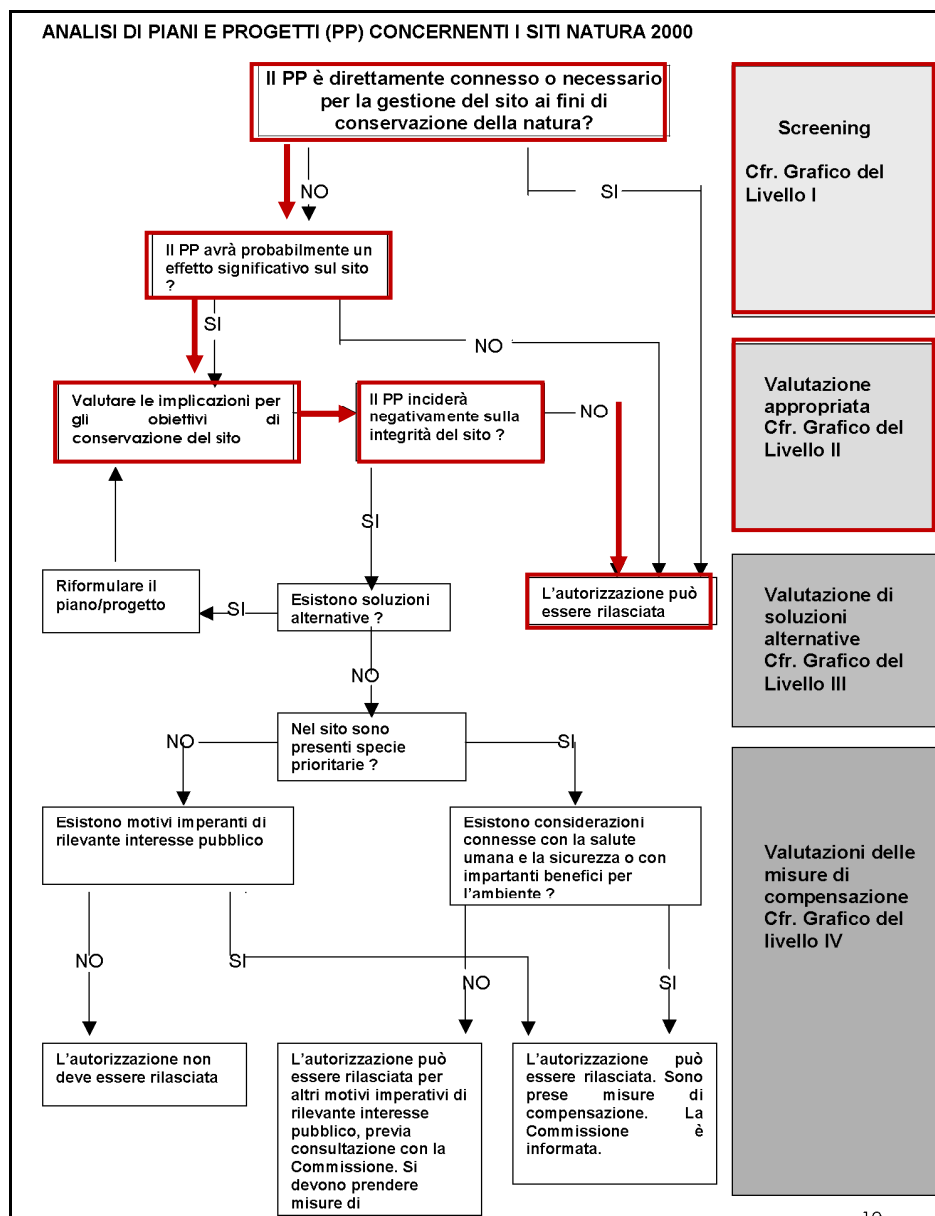 ANALISI DI PIANI E PROGETTI (PP) CONCERNENTI I SITI NATURA 2000
Il PP è direttamente connesso o necessario
per la gestione del sito ai fini di
conservazione della natura?
Screening
Cfr. Grafico del
Livello I
NO
SI
Il PP avrà probabilmente un
effetto significativo sul sito
?
SI
NO
Valutare le implicazioni per
gli obiettivi di
conservazione del sito
Il PP inciderà
negativamente sulla
integrità del sito ?
NO
Valutazione
appropriata
Cfr. Grafico del
Livello II
SI
Riformulare il
piano/progetto
SI
Esistono soluzioni
alternative ?
L'autorizzazione può
essere rilasciata
Valutazione di
soluzioni
alternative
Cfr. Grafico del
Livello III
NO
Nel sito sono
presenti specie
prioritarie ?
NO
SI
Esistono motivi imperanti di
rilevante interesse pubblico
Esistono considerazioni
connesse con la salute
umana e la sicurezza o con
impartanti benefici per
l'ambiente ?
Valutazioni delle
misure di
compensazione
Cfr. Grafico del
livello IV
NO
SI
NO
SI
L'autorizzazione non
deve essere rilasciata
L'autorizzazione può
essere rilasciata per
altri motivi imperativi di
rilevante interesse
pubblico, previa
consultazione con la
Commissione. Si
devono prendere
misure di
L'autorizzazione può
essere rilasciata. Sono
prese misure di
compensazione. La
Commissione è
informata.